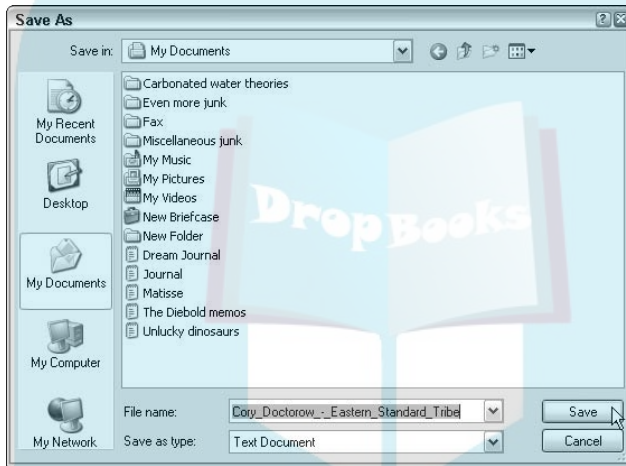 Save As
Save in: My Documents
My Recent
Documents
Desktop
My Documents
My Computer
My Network
Carbonated water theories
Even more junk
Fax
Miscellaneous junk
My Music
My Pictures
My Videos
New Briefcase
New Folder
Dream Journal
Journal
Matisse
The Diebold memos
Unlucky dinosaurs
DropBooks
File name: Cory_Doctorow_-_Eastern_Standard_Tribe Save
Save as type: Text Document Cancel